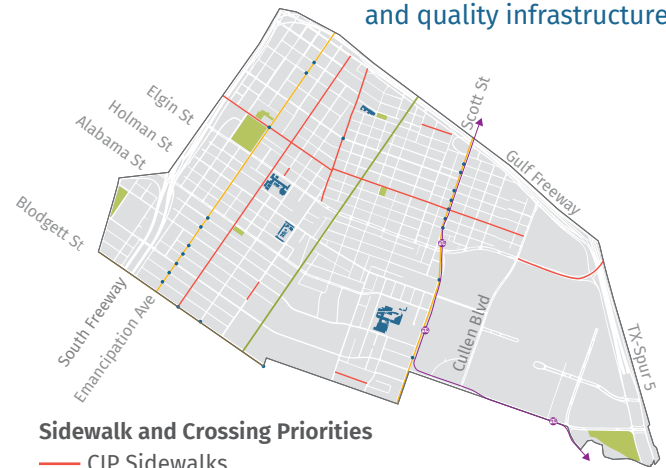 and quality infrastructure
Scott St
Elgin St
Holman St
Alabama St
Gulf Freeway
Blodgett St
South Freeway
Emancipation Ave
Cullen Blvd
TX-Spur 5
Sidewalk and Crossing Priorities
CIP Sidewalks